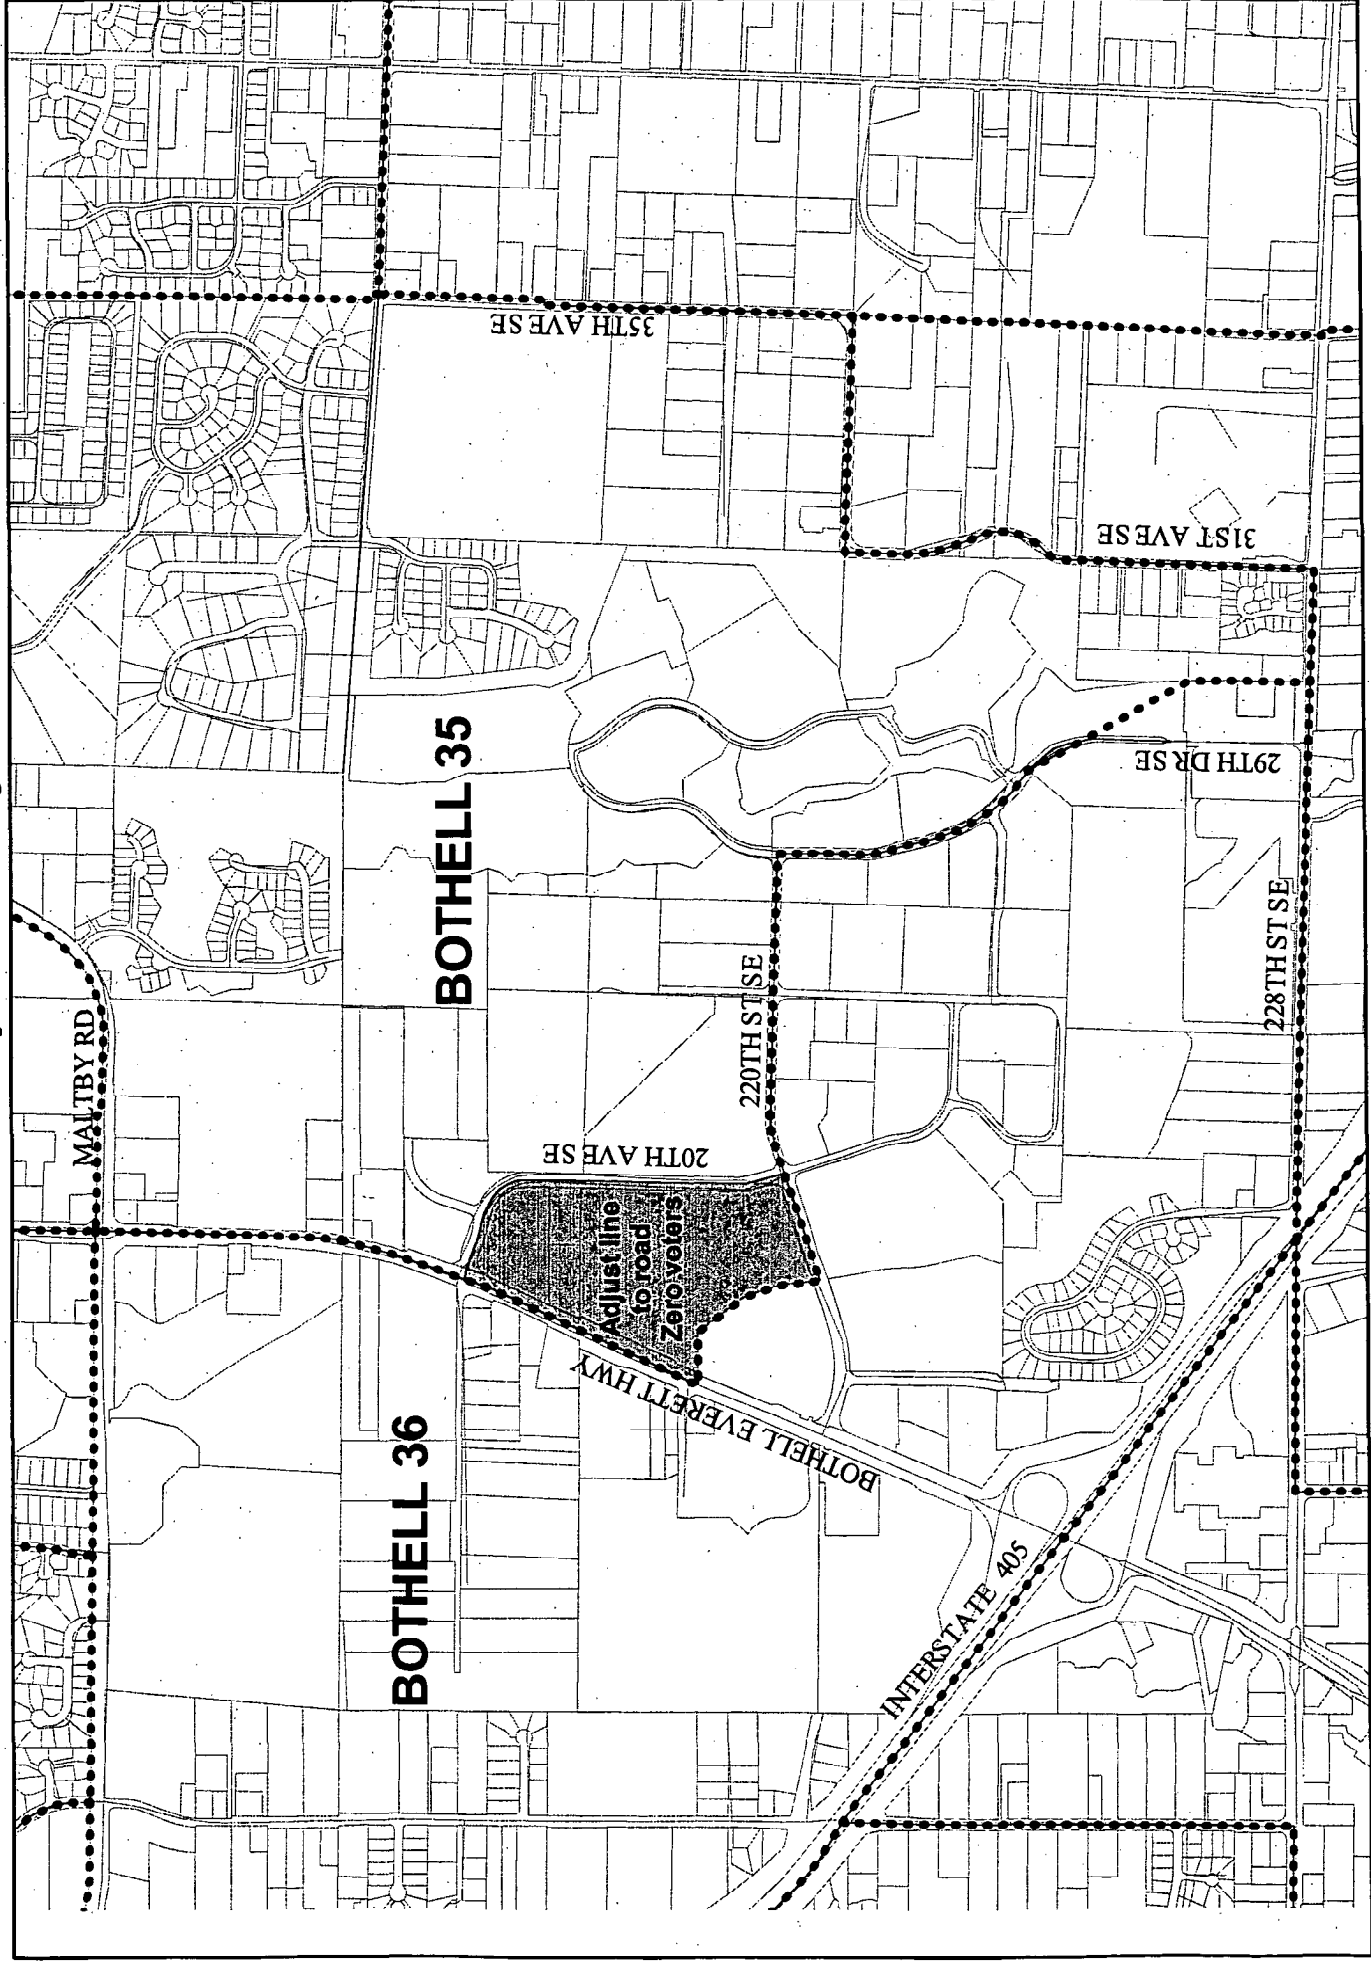 MALTBY RD
35TH AVE SE
BOTHELL 35
31ST AVE SE
29TH DR SE
220TH ST SE
228TH ST SE
20TH AVE SE
Adjust line
to road
Zero voters
BOTHELL EVERETT HWY
BOTHELL 36
INTERSTATE 405